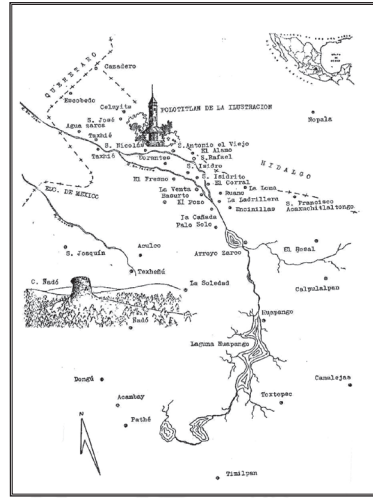 QUERETARO
Canadero
Escobedo
Celayita
POLOTITLAN DE LA ILUSTRACION
Nopala
S. José
Agua zarca
Taxhié
S. Nicolás
S. Antonio el Viejo
Taxhié
Toruntes
El Alamo
S. Rafael
HIDALGO
S. Isidro
El Fresno
S. Isidrito
El Corral
EDO. DE MEXICO
La Venta
Ruano
La Loma
Basurto
La Ladrillera
S. Francisco
El Pozo
Encinillas
Acaxuchitlaltongo
la Cañada
Palo Solo
S. Joaquín
Aculco
Arroyo Zarco
El Rosal
Texheñú
C. Ñadó
La Soledad
Calpulalpan
Ñadó
Huapango
Laguna Huapango
Dongú
Canalejas
Acambay
Toxtepec
N
Pathé
Timilpan